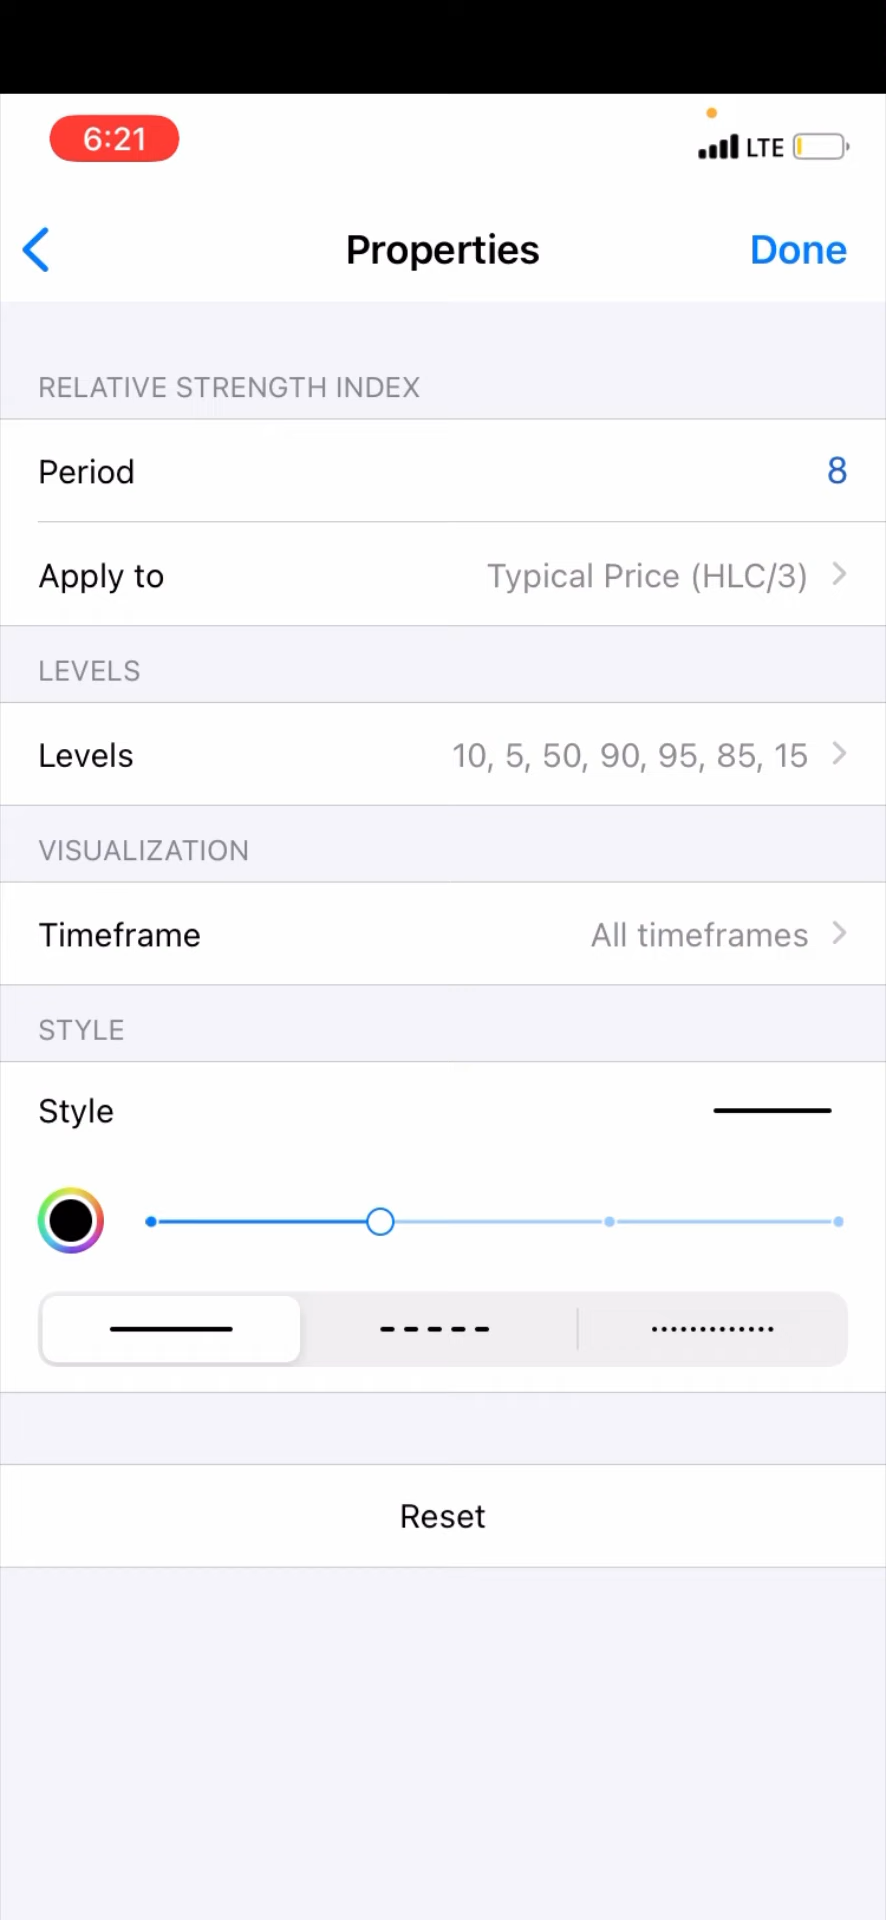 6:21
LTE
Properties
Done
RELATIVE STRENGTH INDEX
Period 8
Apply to Typical Price (HLC/3)
LEVELS
Levels 10, 5, 50, 90, 95, 85, 15
VISUALIZATION
Timeframe All timeframes
STYLE
Style
Reset